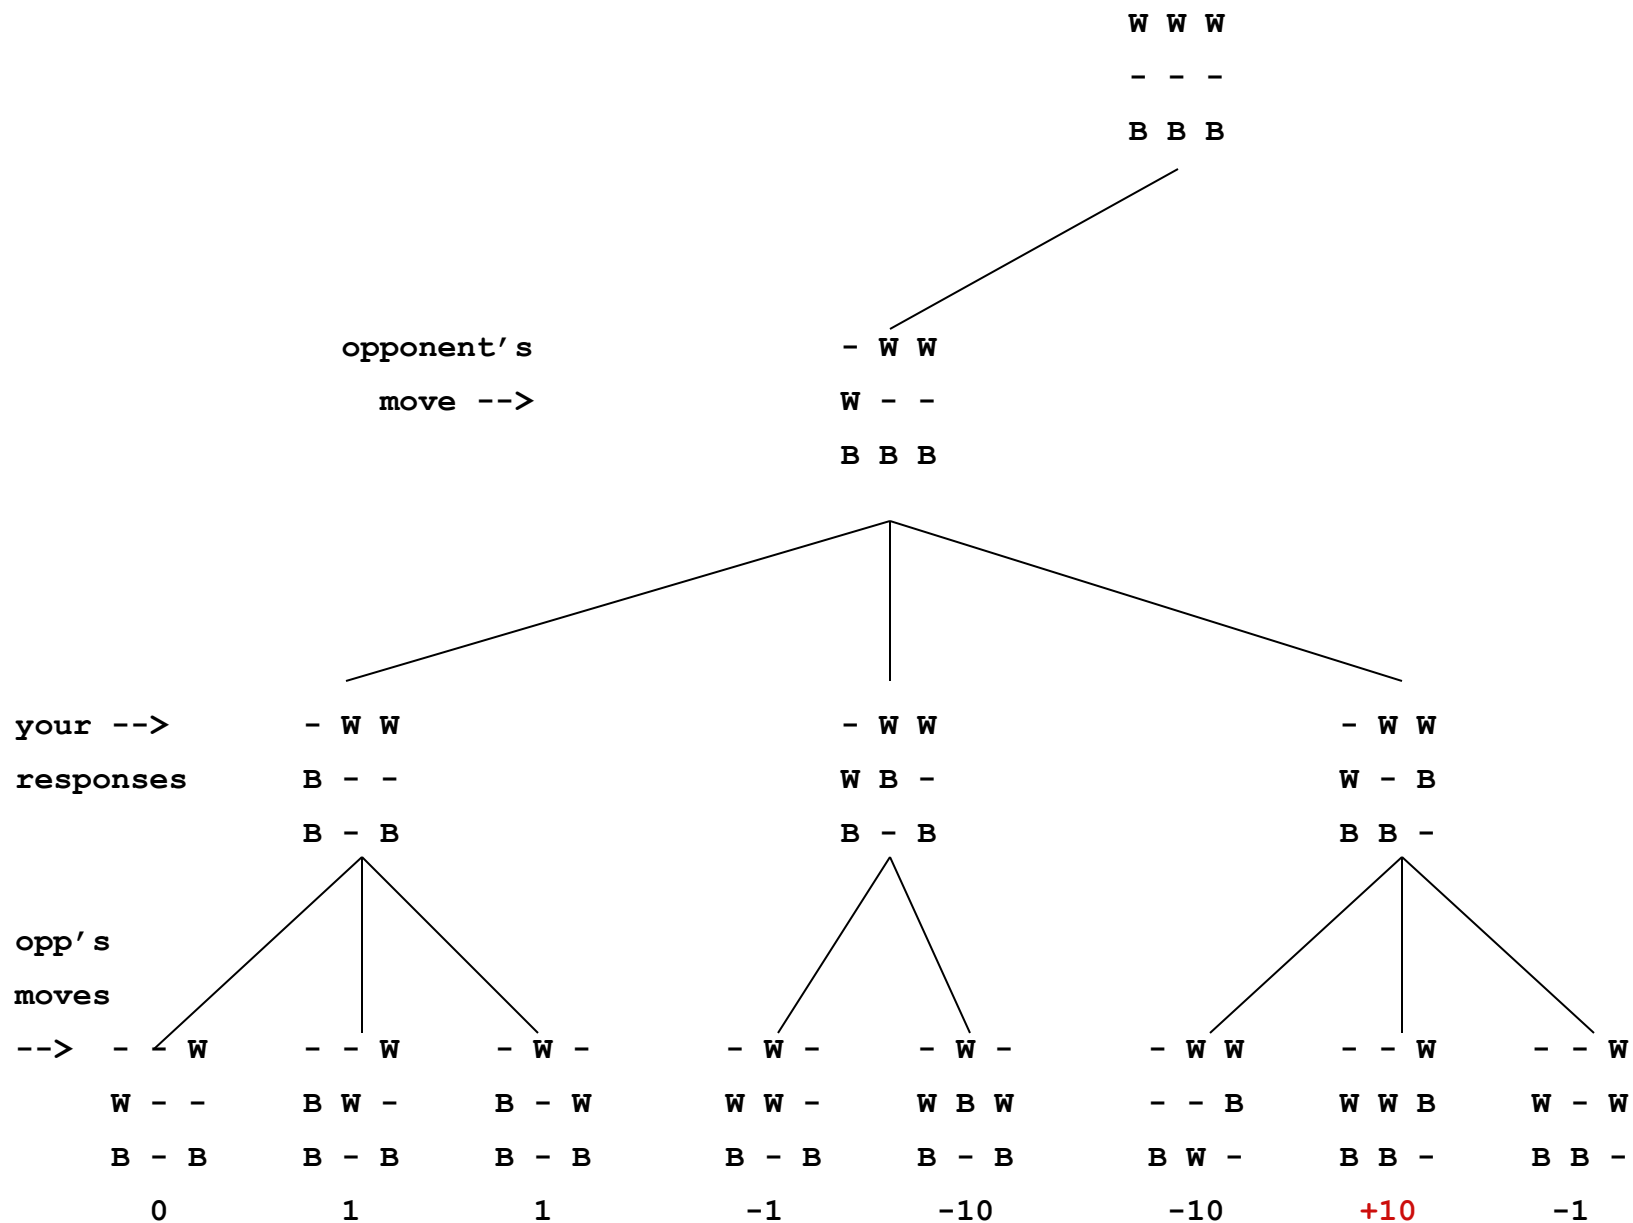 W W W
- - -
B B B
opponent’s - W W
move --> W - -
B B B
your --> - W W - W W - W W
responses B - - W B - W - B
B - B B - B B B -
opp’s
moves
--> - - W - - W - W - - W - - W - - W W - - W - - W
W - - B W - B - W W W - W B W - - B W W B W - W
B - B B - B B - B B - B B - B B W - B B - B B -
0 1 1 -1 -10 -10 +10 -1